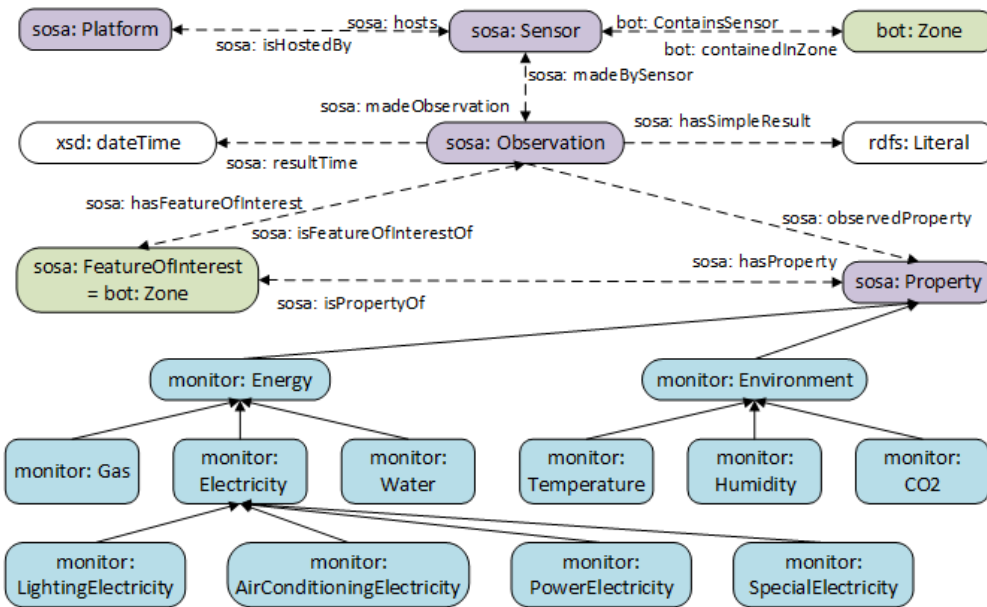 sosa: hosts
bot: ContainsSensor
sosa: Platform
sosa: Sensor
bot: Zone
sosa: isHostedBy
bot: containedInZone
sosa: madeBySensor
sosa: madeObservation
sosa: hasSimpleResult
xsd: dateTime
sosa: Observation
rdfs: Literal
sosa: resultTime
sosa: hasFeatureOfInterest
sosa: observedProperty
sosa: isFeatureOfInterestOf
sosa: FeatureOfInterest
= bot: Zone
sosa: hasProperty
sosa: Property
sosa: isPropertyOf
monitor: Energy
monitor: Environment
monitor: Gas
monitor:
Electricity
monitor:
Water
monitor:
Temperature
monitor:
Humidity
monitor:
CO2
monitor:
LightingElectricity
monitor:
AirConditioningElectricity
monitor:
PowerElectricity
monitor:
SpecialElectricity